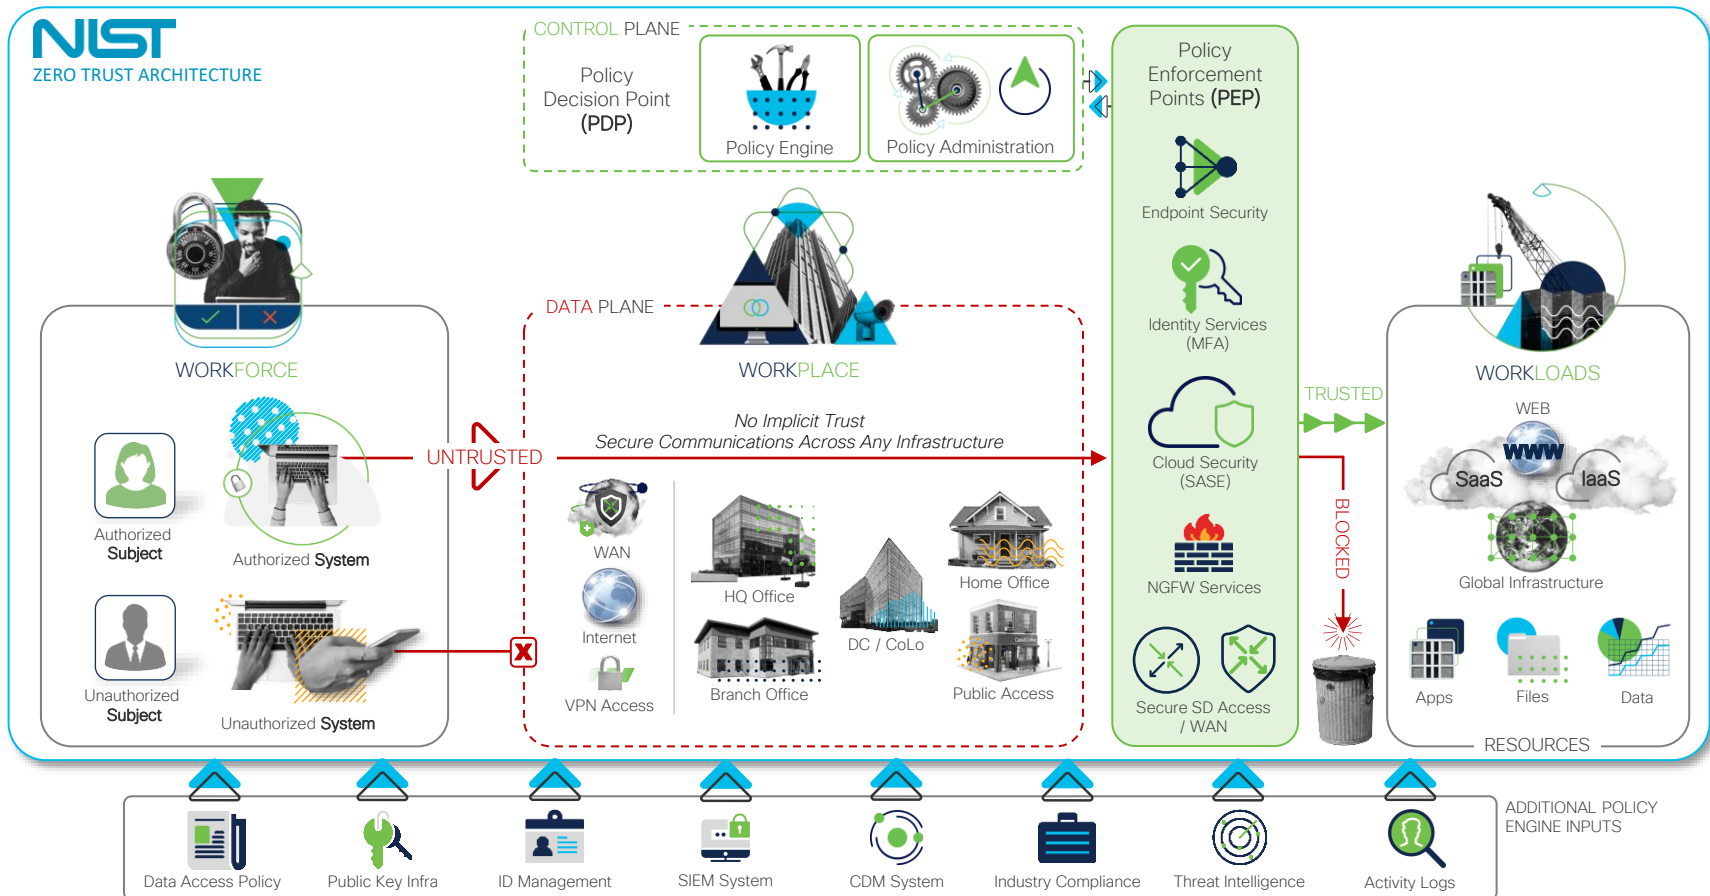 NIST
ZERO TRUST ARCHITECTURE
CONTROL PLANE
Policy
Decision Point
(PDP)
Policy Engine
Policy Administration
Policy
Enforcement
Points (PEP)
Endpoint Security
Identity Services
(MFA)
Cloud Security
(SASE)
NGFW Services
Secure SD Access
/ WAN
WORKFORCE
Authorized
Subject
Authorized System
Unauthorized
Subject
Unauthorized System
UNTRUSTED
X
DATA PLANE
WORKPLACE
No Implicit Trust
Secure Communications Across Any Infrastructure
WAN
Internet
VPN Access
HQ Office
Branch Office
DC / CoLo
Home Office
Public Access
TRUSTED
BLOCKED
WORKLOADS
WEB
WWW
SaaS
IaaS
Global Infrastructure
Apps
Files
Data
RESOURCES
ADDITIONAL POLICY
ENGINE INPUTS
Data Access Policy
Public Key Infra
ID Management
SIEM System
CDM System
Industry Compliance
Threat Intelligence
Activity Logs